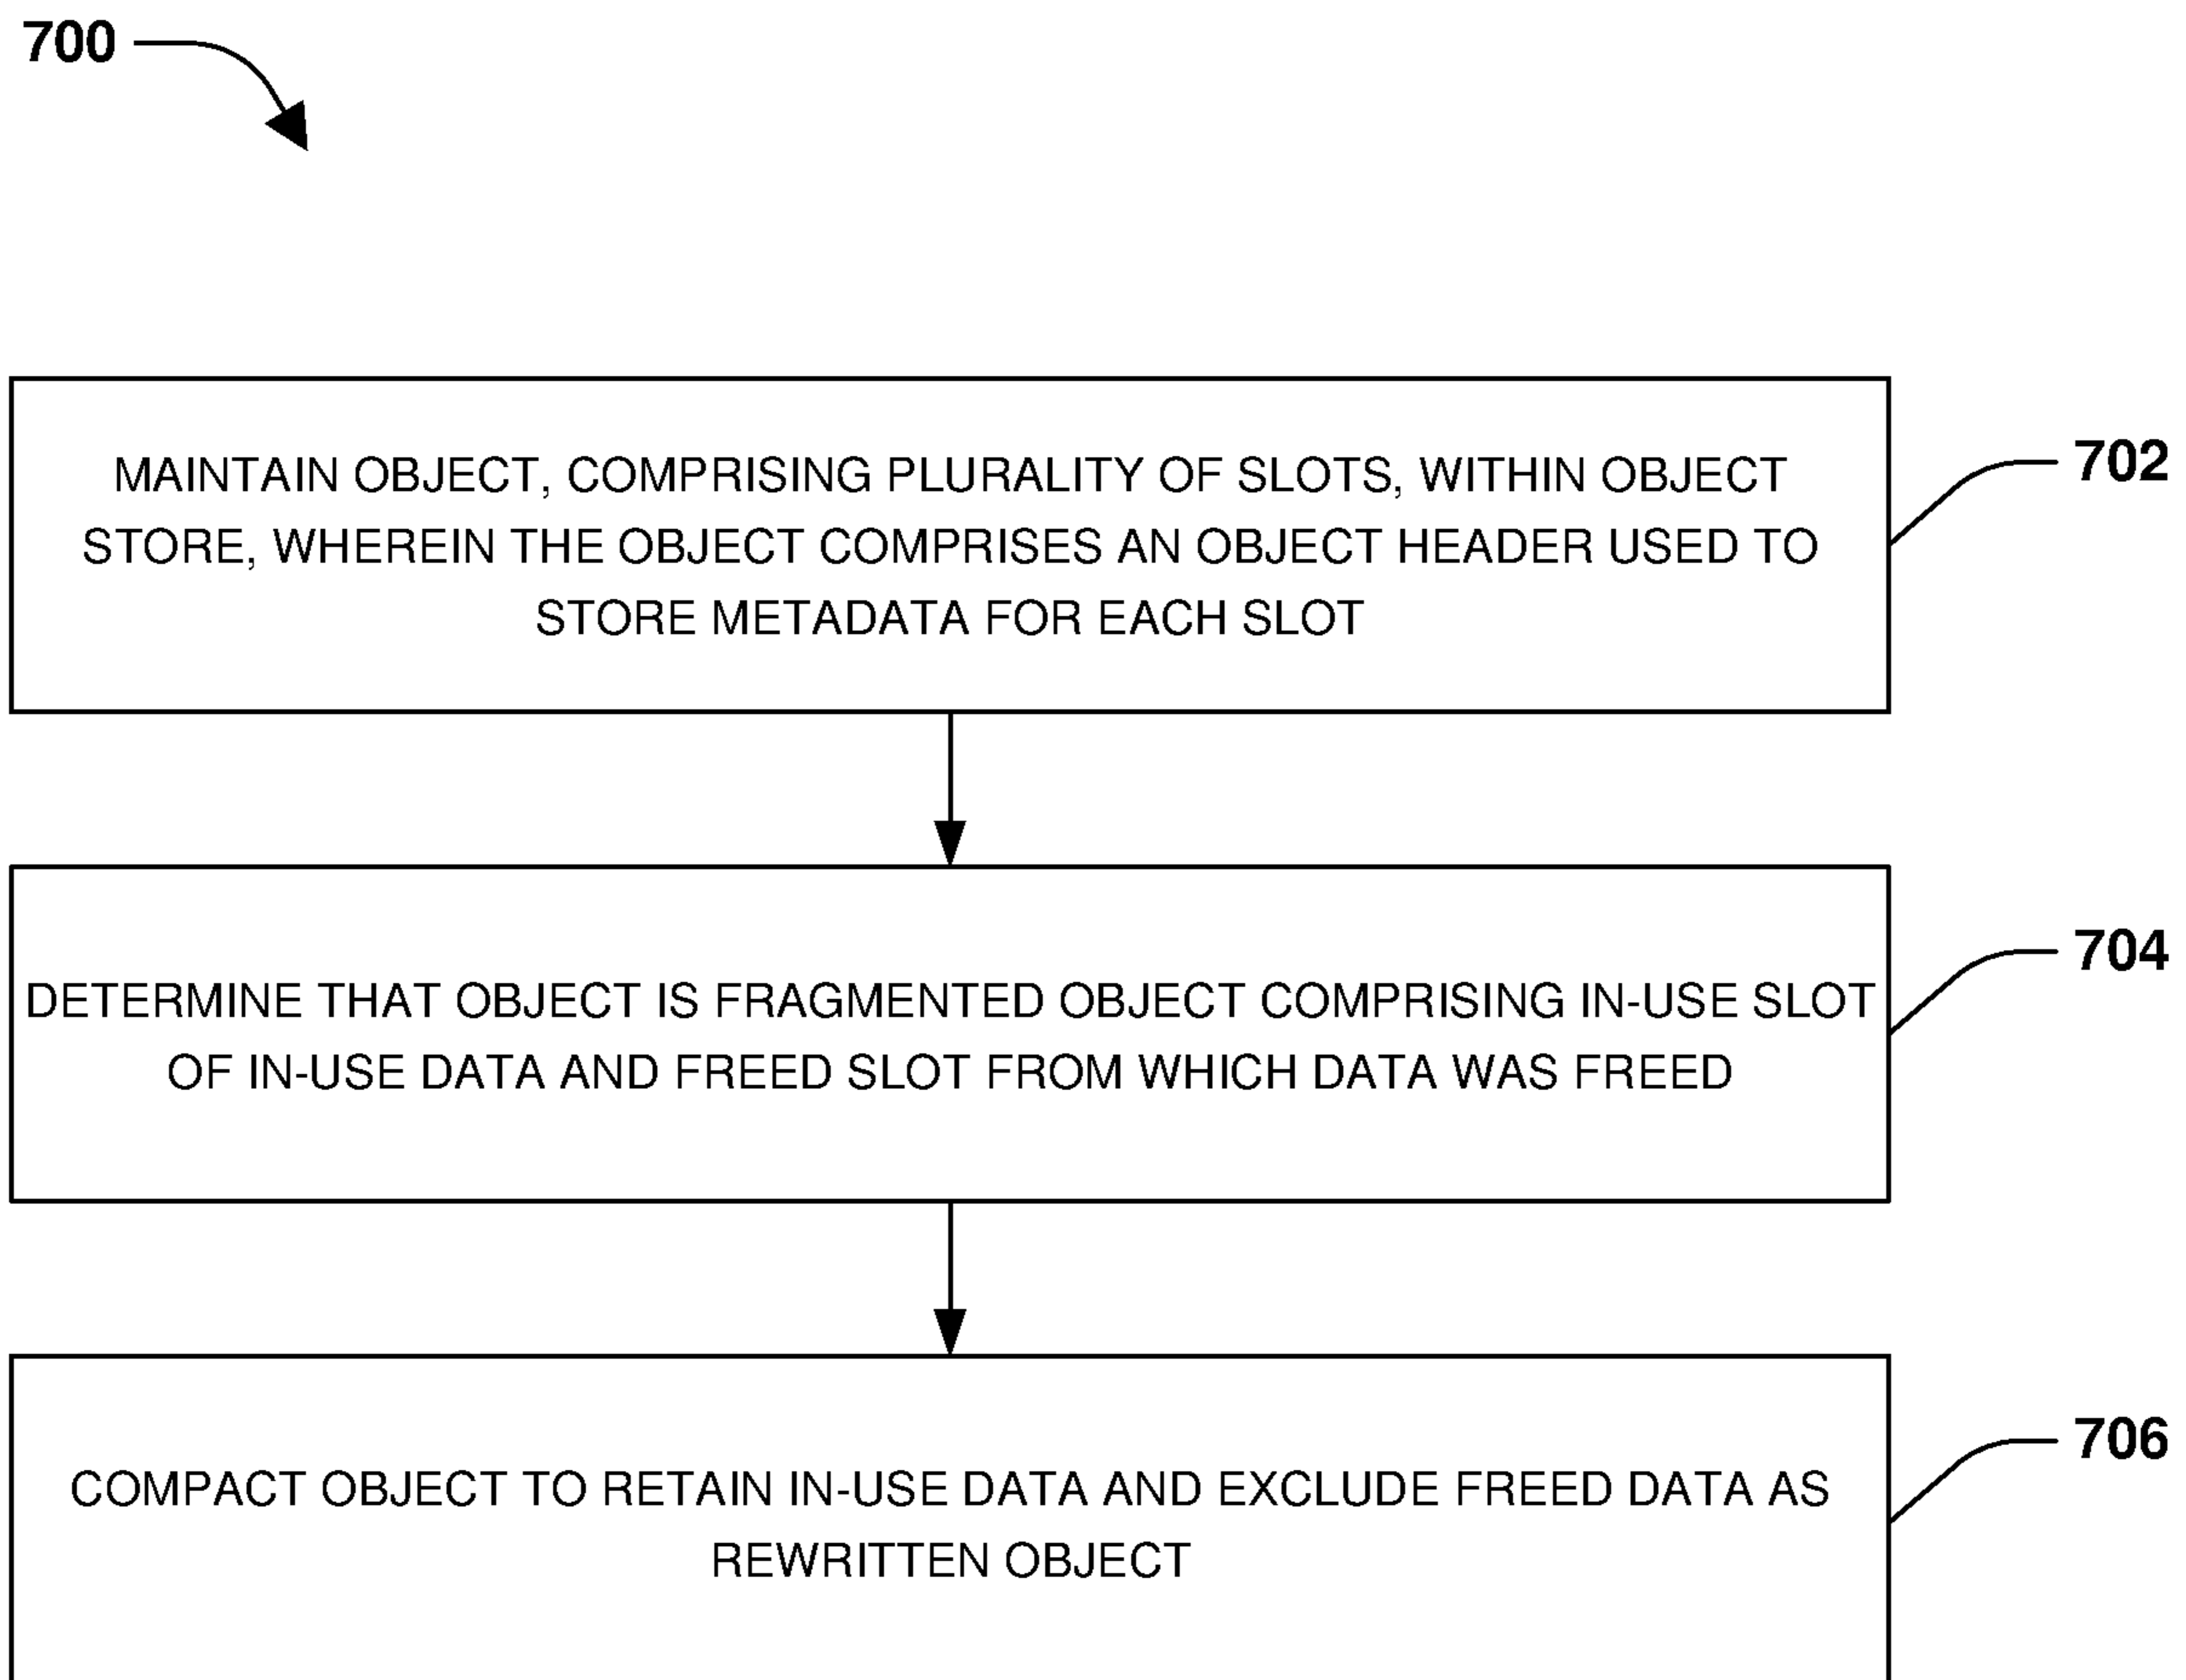 700
MAINTAIN OBJECT, COMPRISING PLURALITY OF SLOTS, WITHIN OBJECT
STORE, WHEREIN THE OBJECT COMPRISES AN OBJECT HEADER USED TO
STORE METADATA FOR EACH SLOT
702
DETERMINE THAT OBJECT IS FRAGMENTED OBJECT COMPRISING IN-USE SLOT
OF IN-USE DATA AND FREED SLOT FROM WHICH DATA WAS FREED
704
COMPACT OBJECT TO RETAIN IN-USE DATA AND EXCLUDE FREED DATA AS
REWRITTEN OBJECT
706